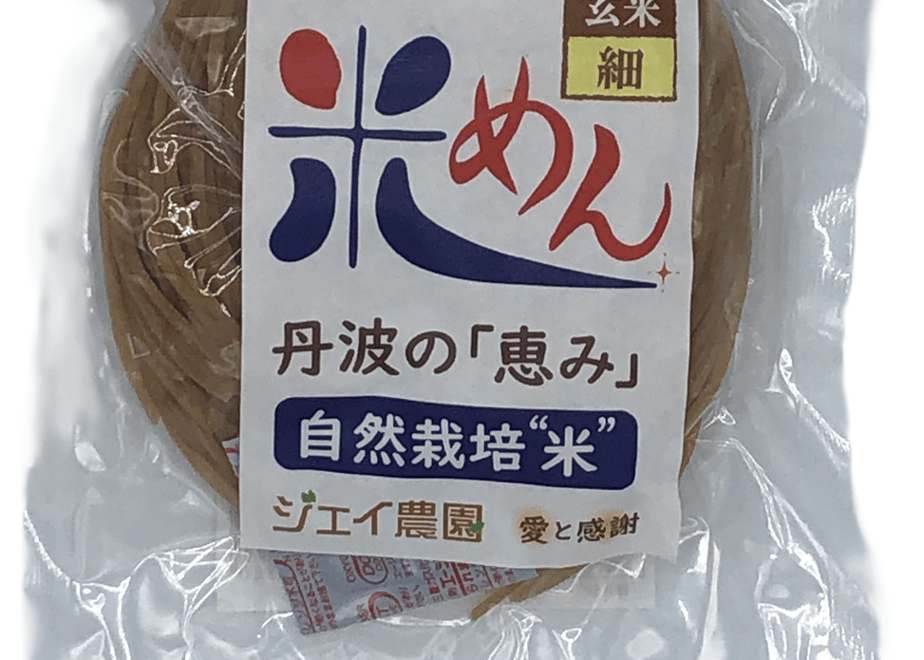 玄米
細
米めん
丹波の「恵み」
自然栽培“米”
ジェイ農園 愛と感謝